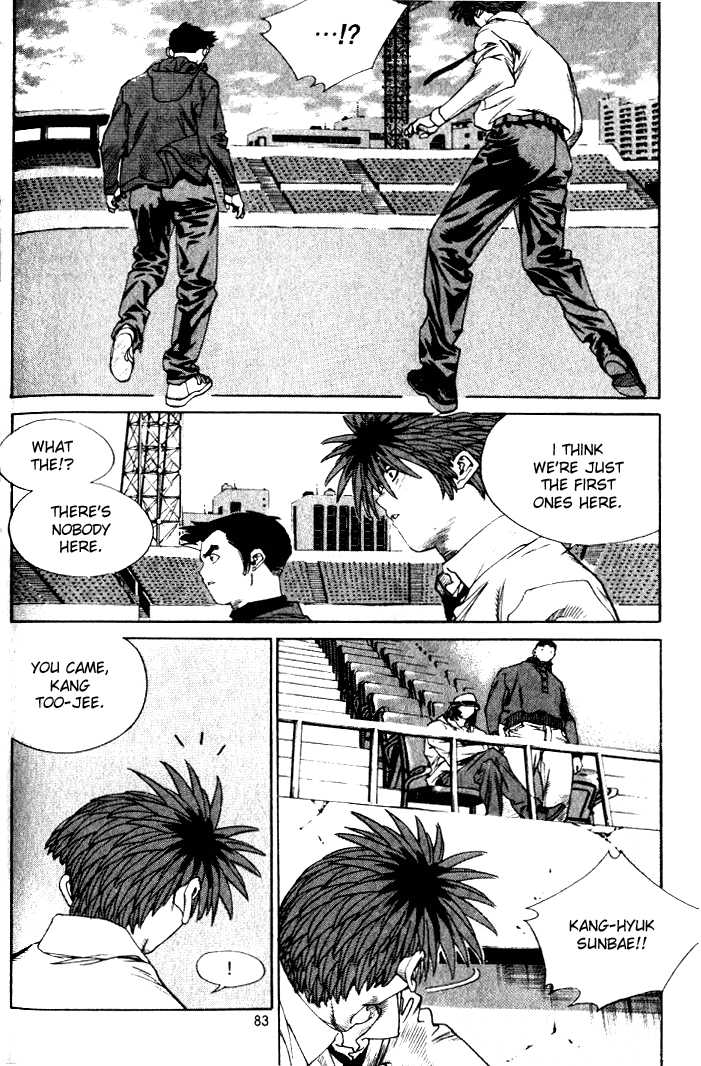 ...!?
WHAT
THE!?
THERE'S
NOBODY
HERE.
I THINK
WE'RE JUST
THE FIRST
ONES HERE.
YOU CAME,
KANG
TOO-JEE.
!
KANG-HYUK
SUNBAE!!
83